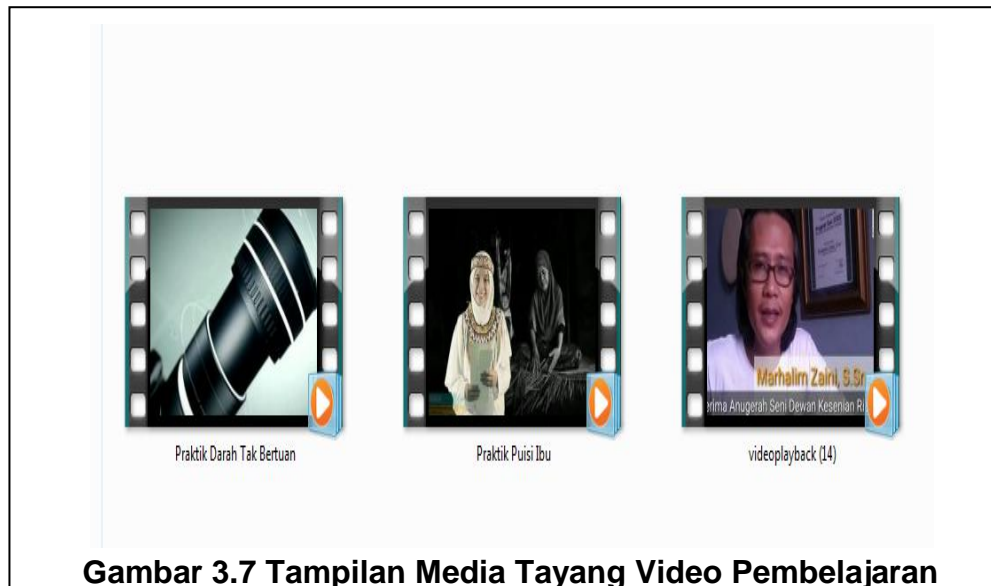 Marhalim Zaini, S.Sn
erima Anugerah Seni Dewan Kesenian Ri
Praktik Darah Tak Bertuan
Praktik Puisi Ibu
videoplayback (14)
Gambar 3.7 Tampilan Media Tayang Video Pembelajaran